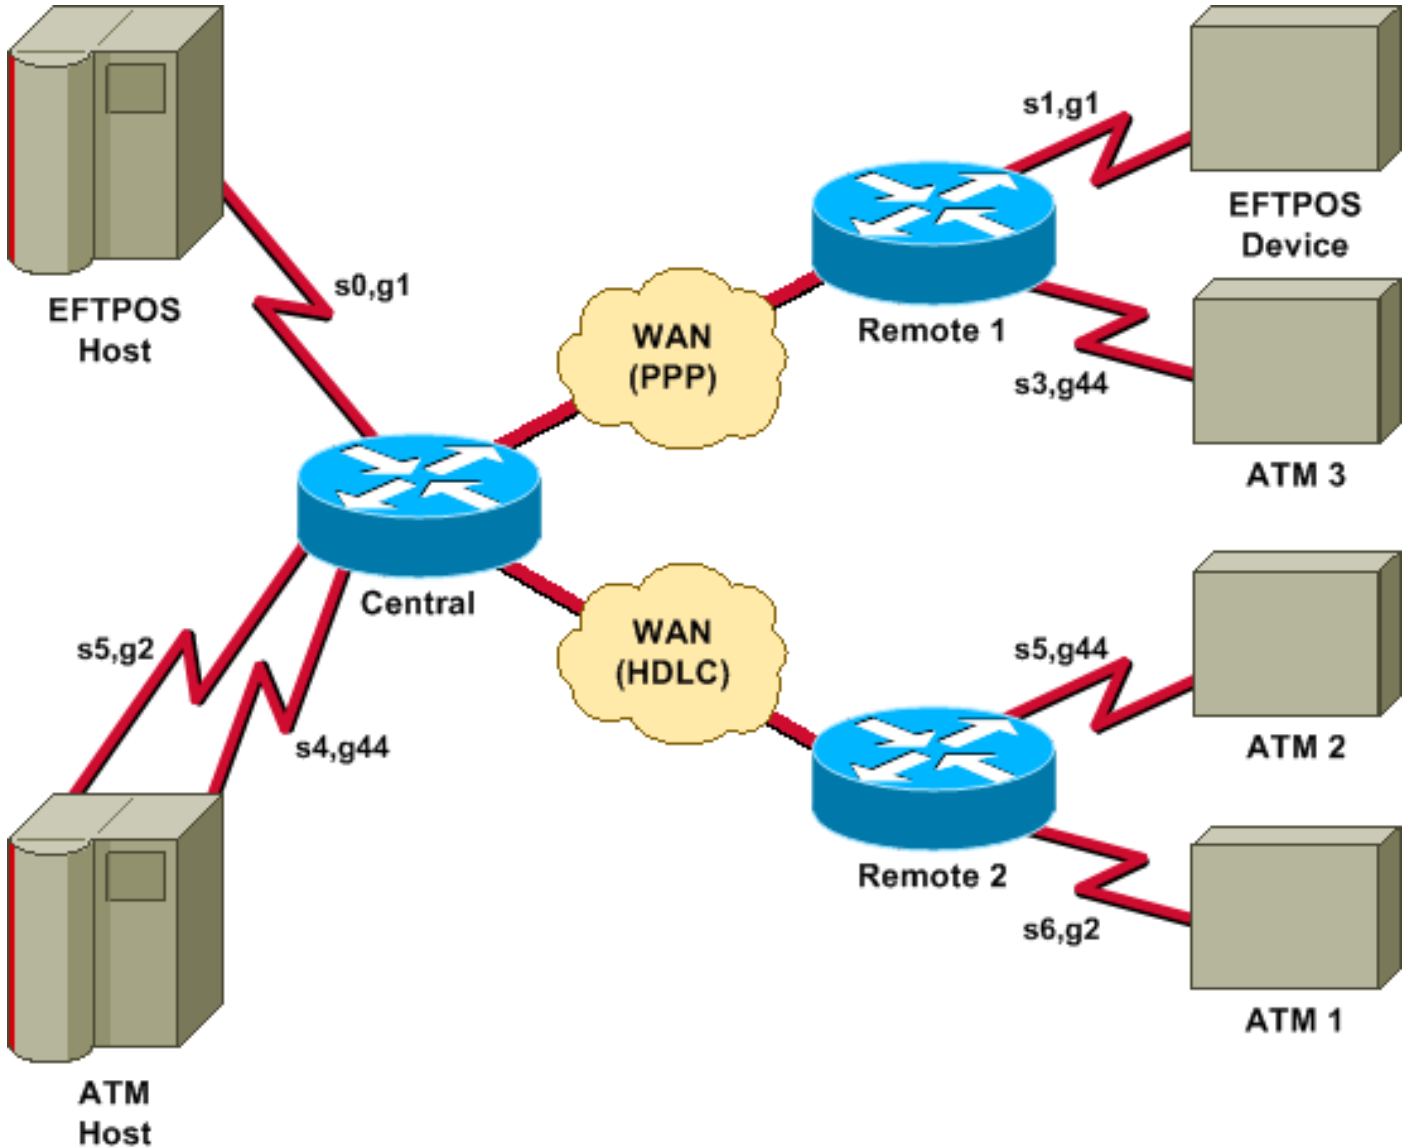 s1,g1
EFTPOS
Device
s0,g1
EFTPOS
Host
WAN
(PPP)
Remote 1
s3,g44
ATM 3
Central
WAN
(HDLC)
s5,g2
s4,g44
s5,g44
ATM 2
Remote 2
s6,g2
ATM 1
ATM
Host